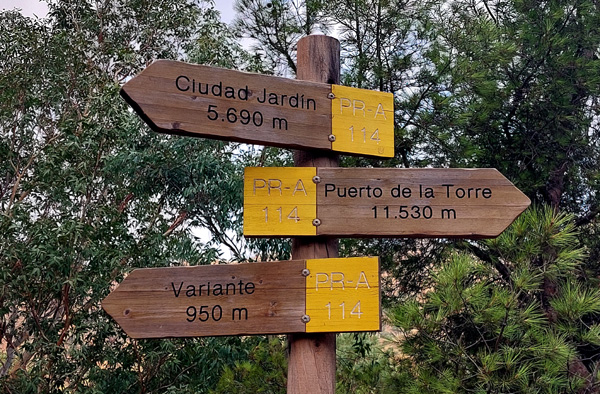 Ciudad Jardín
5.690 m
PR-A
114
PR-A
114
Puerto de la Torre
11.530 m
Variante
950 m
PR-A
114